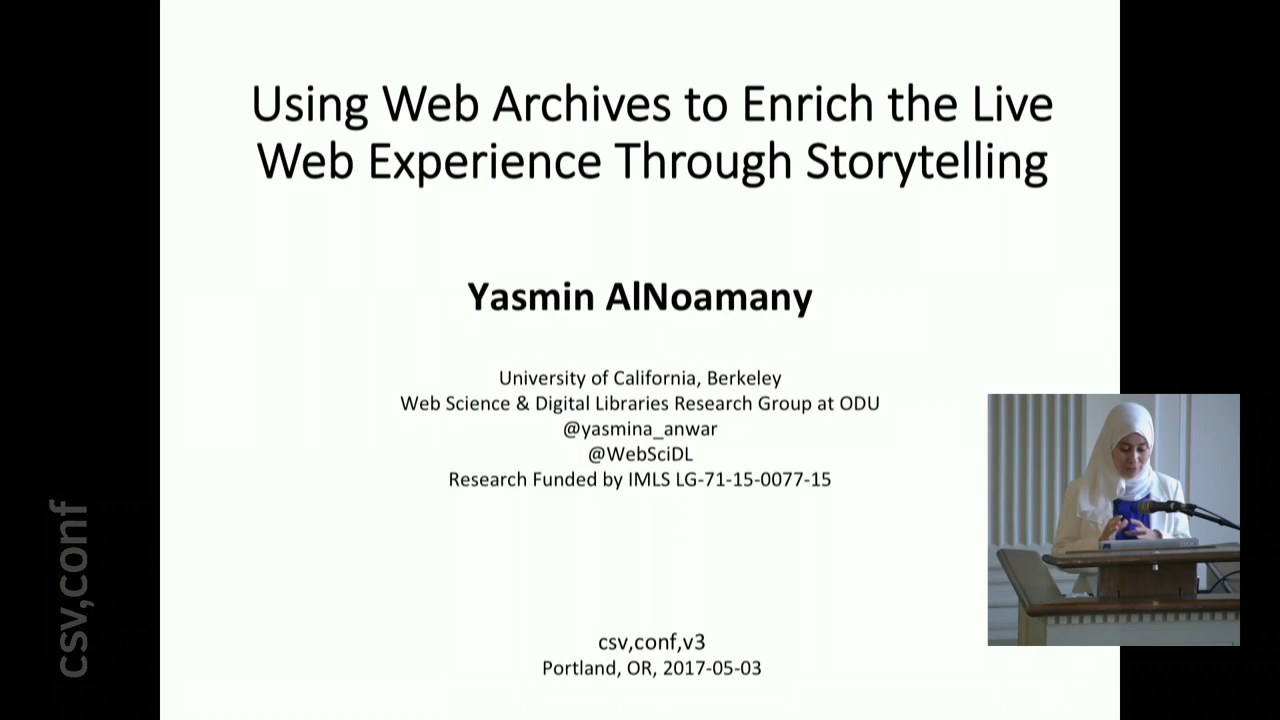 Using Web Archives to Enrich the Live
Web Experience Through Storytelling
Yasmin AlNoamany
University of California, Berkeley
Web Science & Digital Libraries Research Group at ODU
@yasmina_anwar
@WebSciDL
Research Funded by IMLS LG-71-15-0077-15
csv,conf,v3
Portland, OR, 2017-05-03
csv,conf